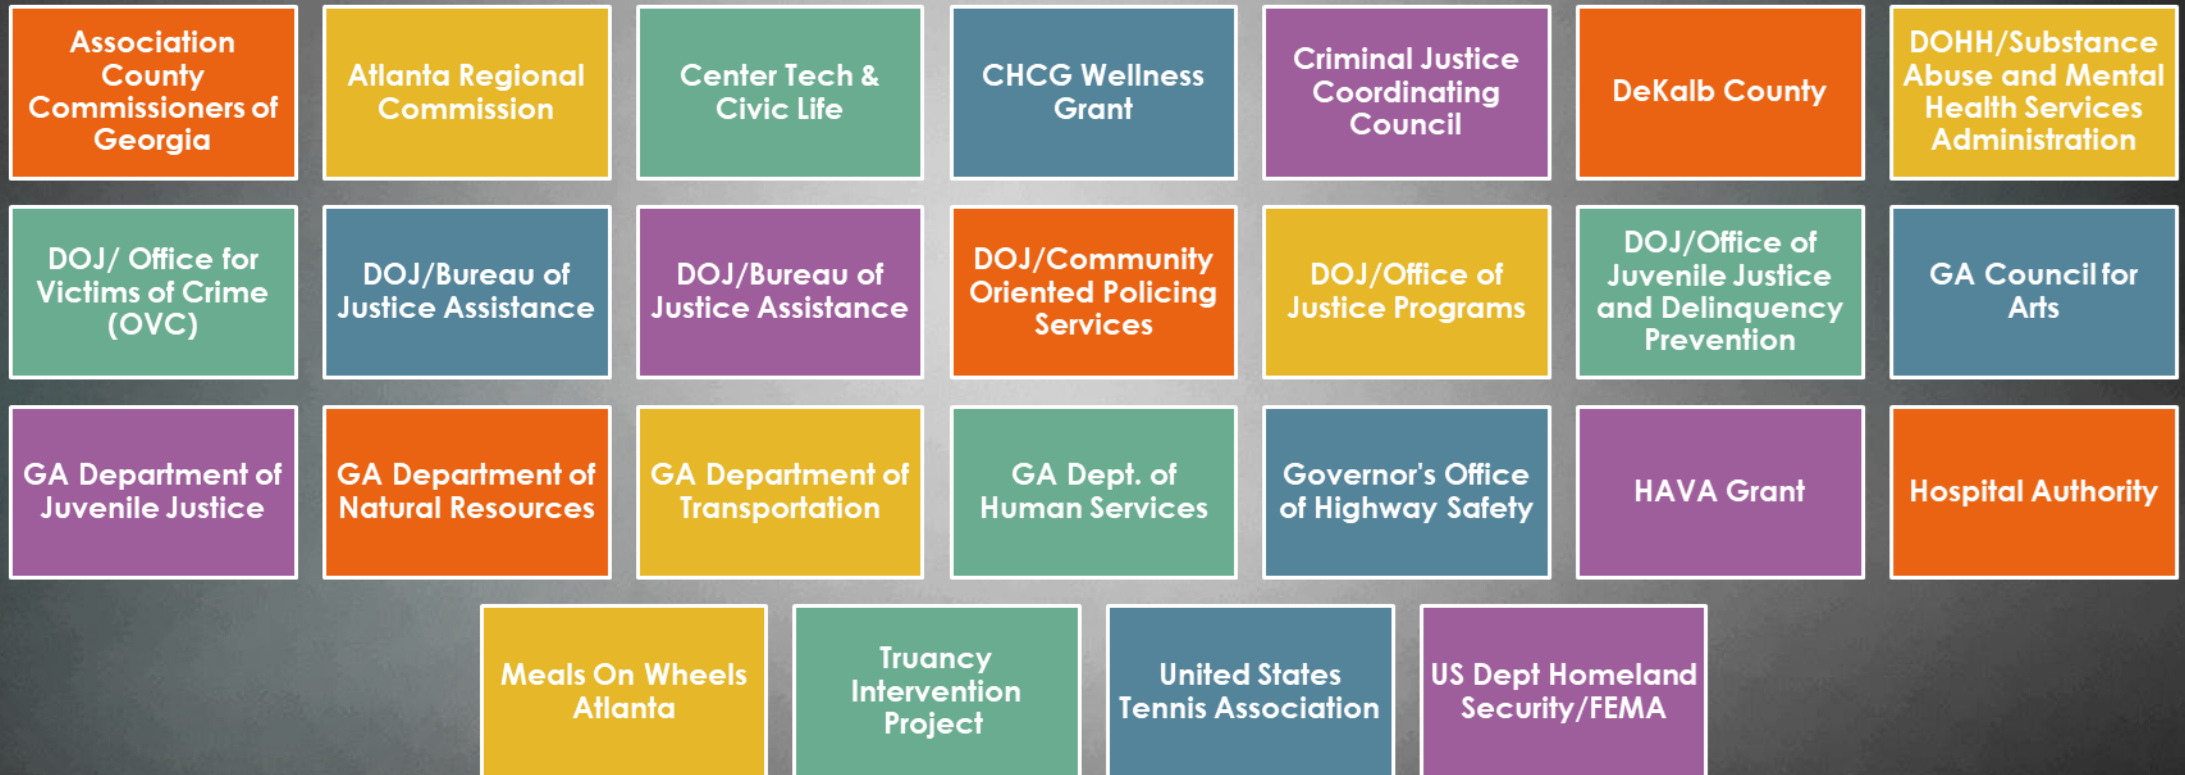 Association
County
Commissioners of
Georgia
Atlanta Regional
Commission
Center Tech &
Civic Life
CHCG Wellness
Grant
Criminal Justice
Coordinating
Council
DeKalb County
DOHH/Substance
Abuse and Mental
Health Services
Administration
DOJ/ Office for
Victims of Crime
(OVC)
DOJ/Bureau of
Justice Assistance
DOJ/Bureau of
Justice Assistance
DOJ/Community
Oriented Policing
Services
DOJ/Office of
Justice Programs
DOJ/Office of
Juvenile Justice
and Delinquency
Prevention
GA Council for
Arts
GA Department of
Juvenile Justice
GA Department of
Natural Resources
GA Department of
Transportation
GA Dept. of
Human Services
Governor's Office
of Highway Safety
HAVA Grant
Hospital Authority
Meals On Wheels
Atlanta
Truancy
Intervention
Project
United States
Tennis Association
US Dept Homeland
Security/FEMA